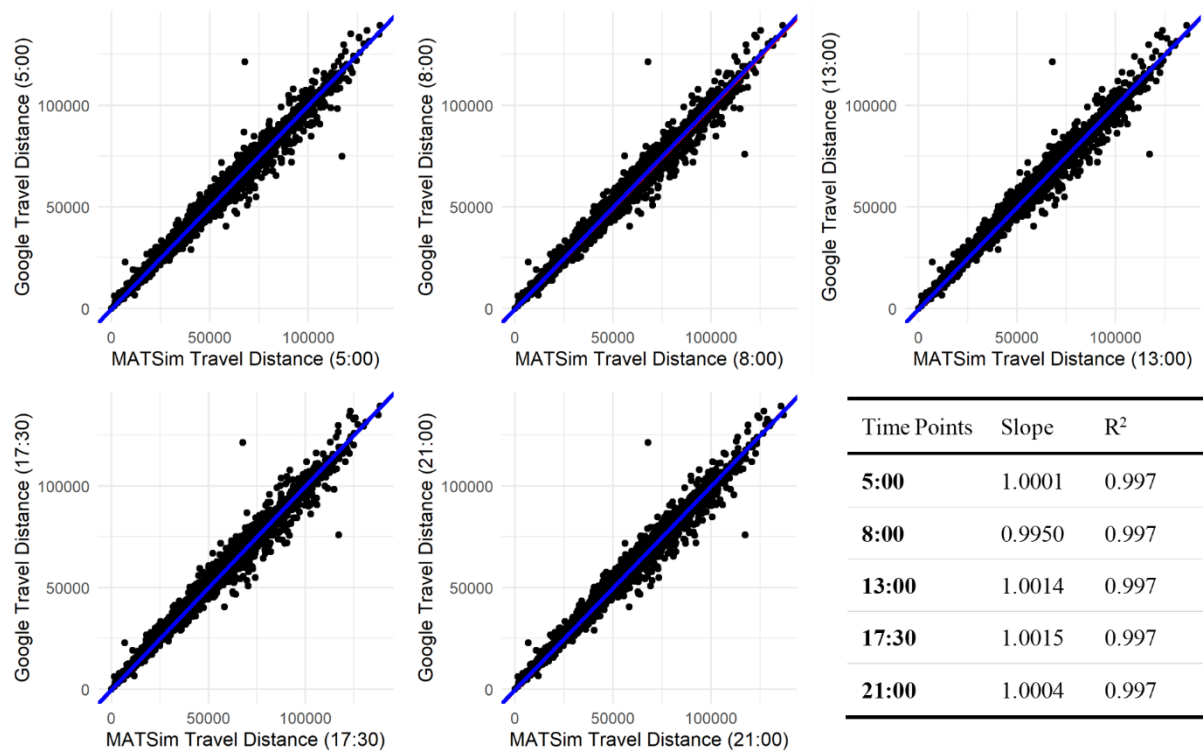 Google Travel Distance (5:00)
100000
50000
0
0 50000 100000
MATSim Travel Distance (5:00)
Google Travel Distance (8:00)
100000
50000
0
0 50000 100000
MATSim Travel Distance (8:00)
Google Travel Distance (13:00)
100000
50000
0
0 50000 100000
MATSim Travel Distance (13:00)
Google Travel Distance (17:30)
100000
50000
0
0 50000 100000
MATSim Travel Distance (17:30)
Google Travel Distance (21:00)
100000
50000
0
0 50000 100000
MATSim Travel Distance (21:00)
Time Points Slope R²
5:00 1.0001 0.997
8:00 0.9950 0.997
13:00 1.0014 0.997
17:30 1.0015 0.997
21:00 1.0004 0.997